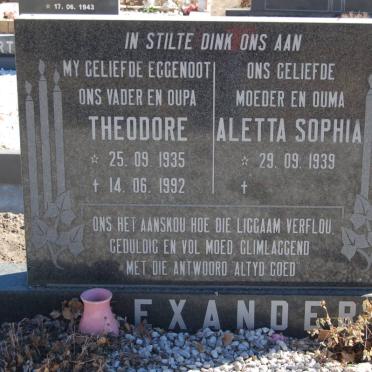 17.06.1943
IN STILTE DINK ONS AAN
MY GELIEFDE EGGENOOT
ONS VADER EN OUPA
THEODORE
☆ 25.09.1935
✝ 14.06.1992
ONS GELIEFDE
MOEDER EN OUMA
ALETTA SOPHIA
☆ 29.09.1939
✝
ONS HET AANSKOU HOE DIE LIGGAAM VERFLOU,
GEDULDIG EN VOL MOED, GLIMLAGGEND
MET DIE ANTWOORD ALTYD GOED
EXANDER